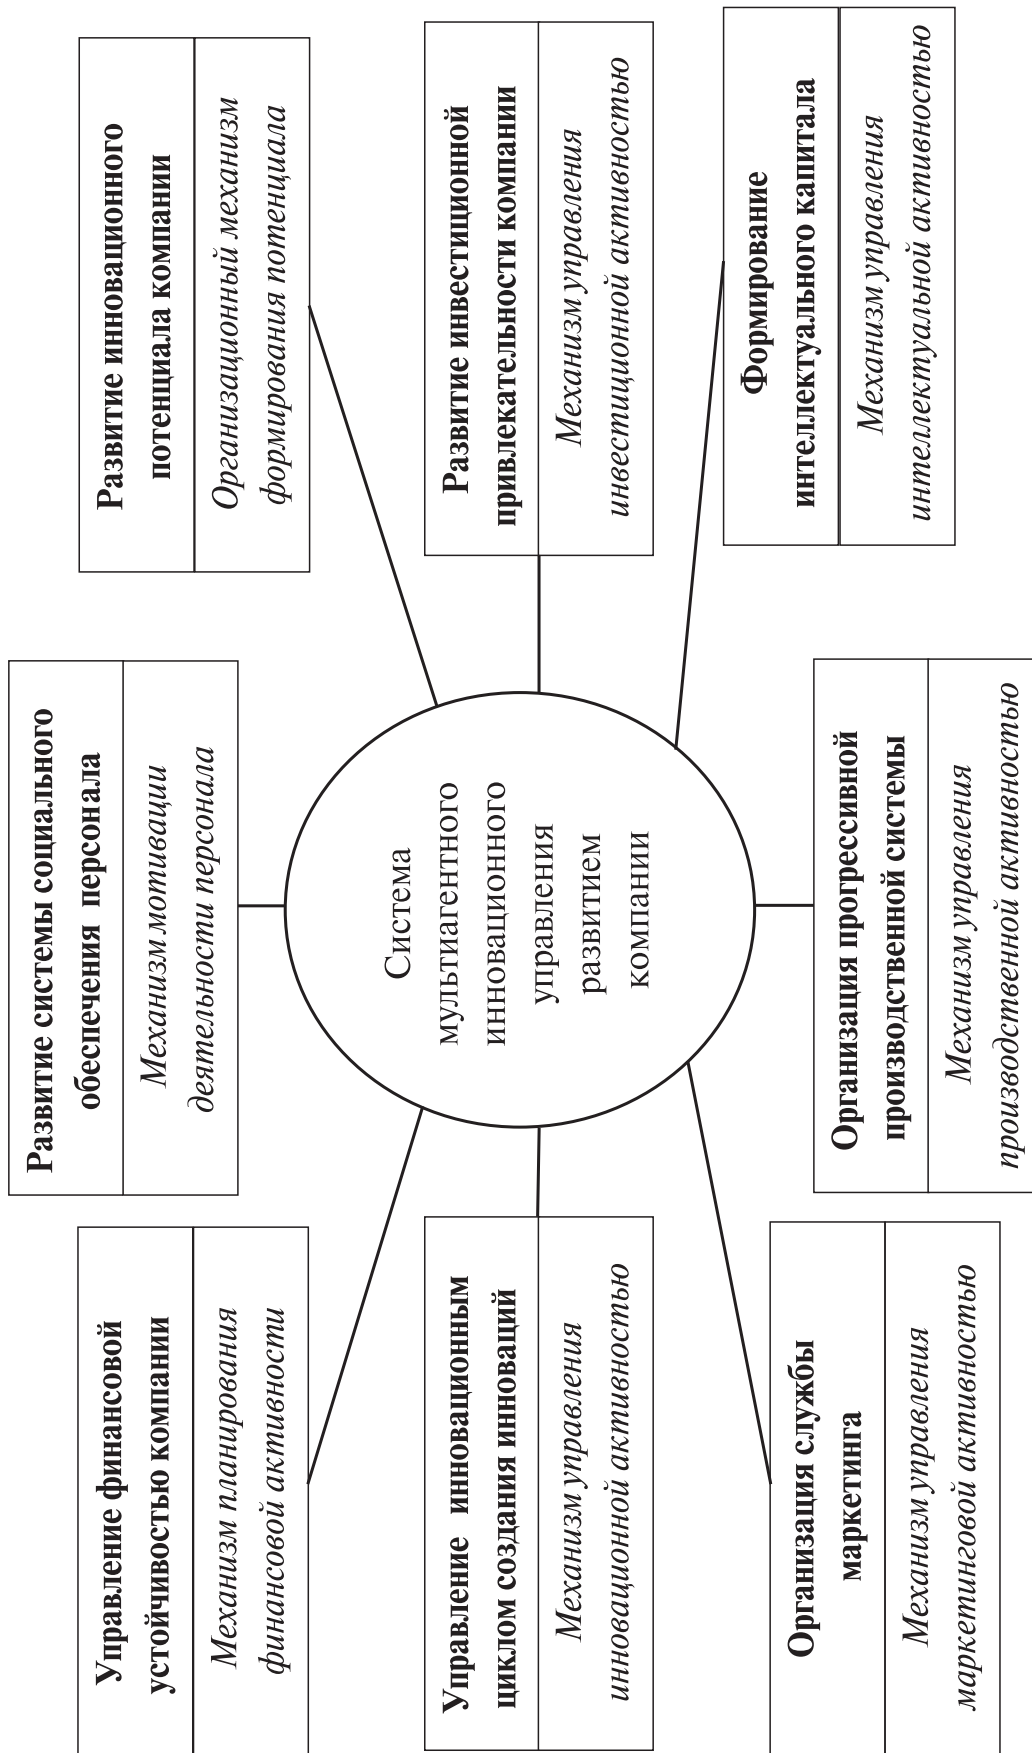 Управление финансовой
устойчивостью компании
Механизм планирования
финансовой активности
Развитие системы социального
обеспечения персонала
Механизм мотивации
деятельности персонала
Развитие инновационного
потенциала компании
Организационный механизм
формирования потенциала
Управление инновационным
циклом создания инноваций
Механизм управления
инновационной активностью
Система
мультиагентного
инновационного
управления
развитием
компании
Развитие инвестиционной
привлекательности компании
Механизм управления
инвестиционной активностью
Организация службы
маркетинга
Механизм управления
маркетинговой активностью
Организация прогрессивной
производственной системы
Механизм управления
производственной активностью
Формирование
интеллектуального капитала
Механизм управления
интеллектуальной активностью